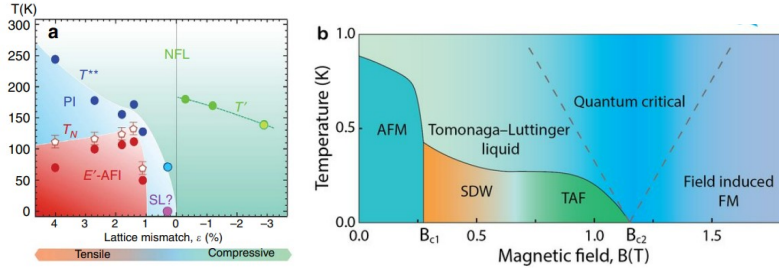 T(K)
a
300
250
200
150
100
50
0
NFL
T**
PI
T'
T_N
E'-AFI
SL?
4 3 2 1 0 -1 -2 -3
Lattice mismatch, ε (%)
Tensile Compressive
b
1.0
0.5
0.0
Temperature (K)
AFM
Tomonaga–Luttinger
liquid
Quantum critical
SDW
TAF
Field induced
FM
0.0 B_c1 0.5 B_c2 1.5
Magnetic field, B(T)